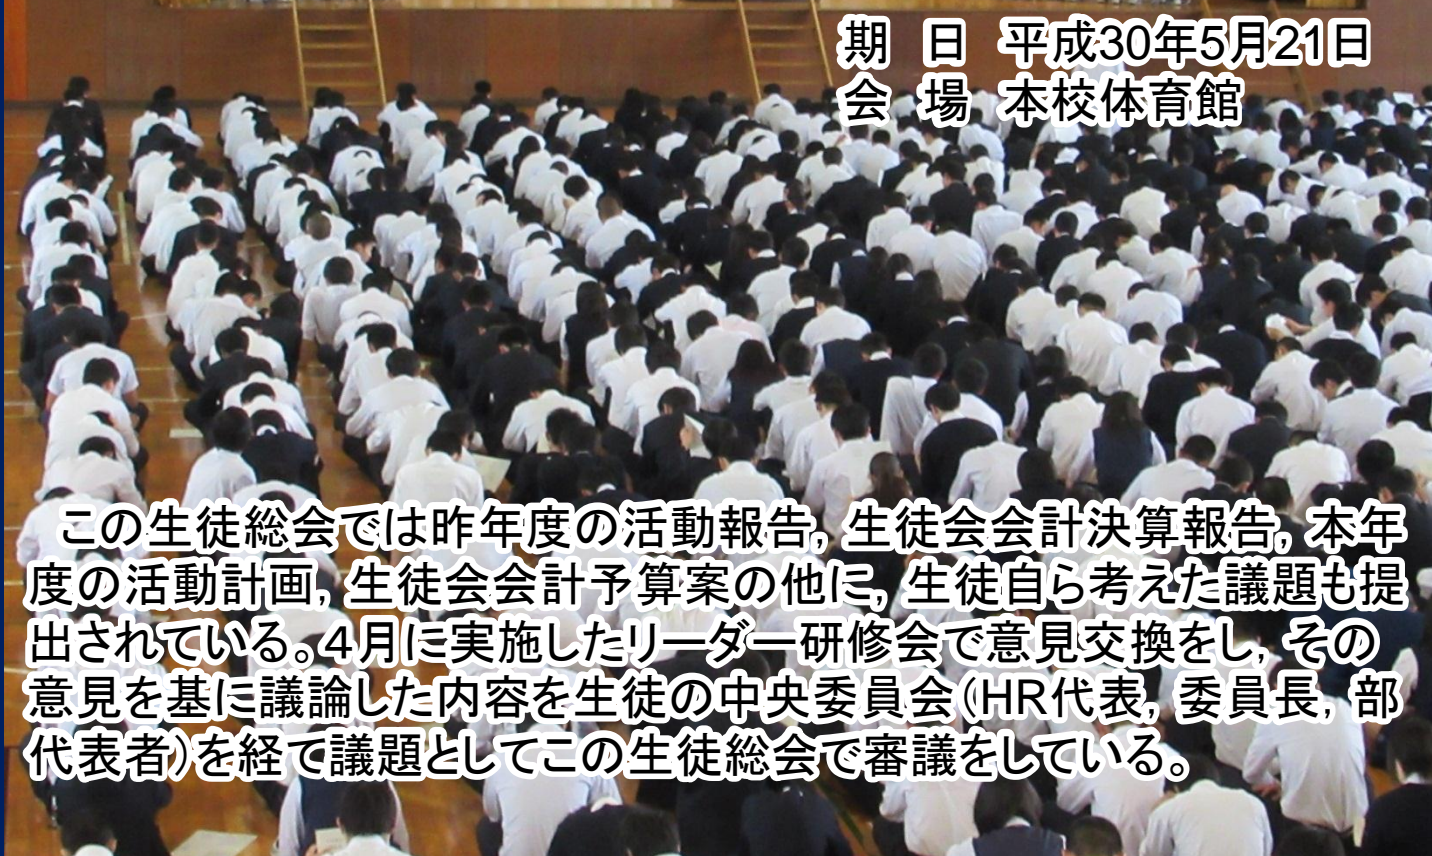 期　日　平成30年5月21日
会　場　本校体育館
この生徒総会では昨年度の活動報告，生徒会会計決算報告，本年
度の活動計画，生徒会会計予算案の他に，生徒自ら考えた議題も提
出されている。４月に実施したリーダー研修会で意見交換をし，その
意見を基に議論した内容を生徒の中央委員会（HR代表，委員長，部
代表者）を経て議題としてこの生徒総会で審議をしている。